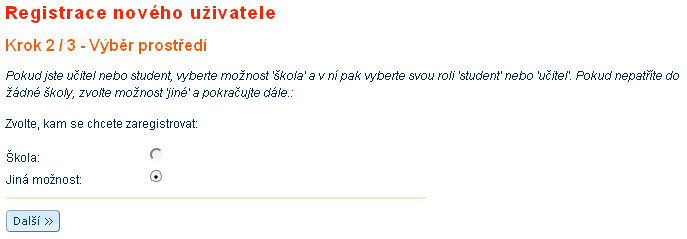 Registrace nového uživatele
Krok 2 / 3 - Výběr prostředí
Pokud jste učitel nebo student, vyberte možnost 'škola' a v ní pak vyberte svou roli 'student' nebo 'učitel'. Pokud nepatříte do
žádné školy, zvolte možnost 'jiné' a pokračujte dále.:
Zvolte, kam se chcete zaregistrovat:
Škola:
Jiná možnost:
Další >>